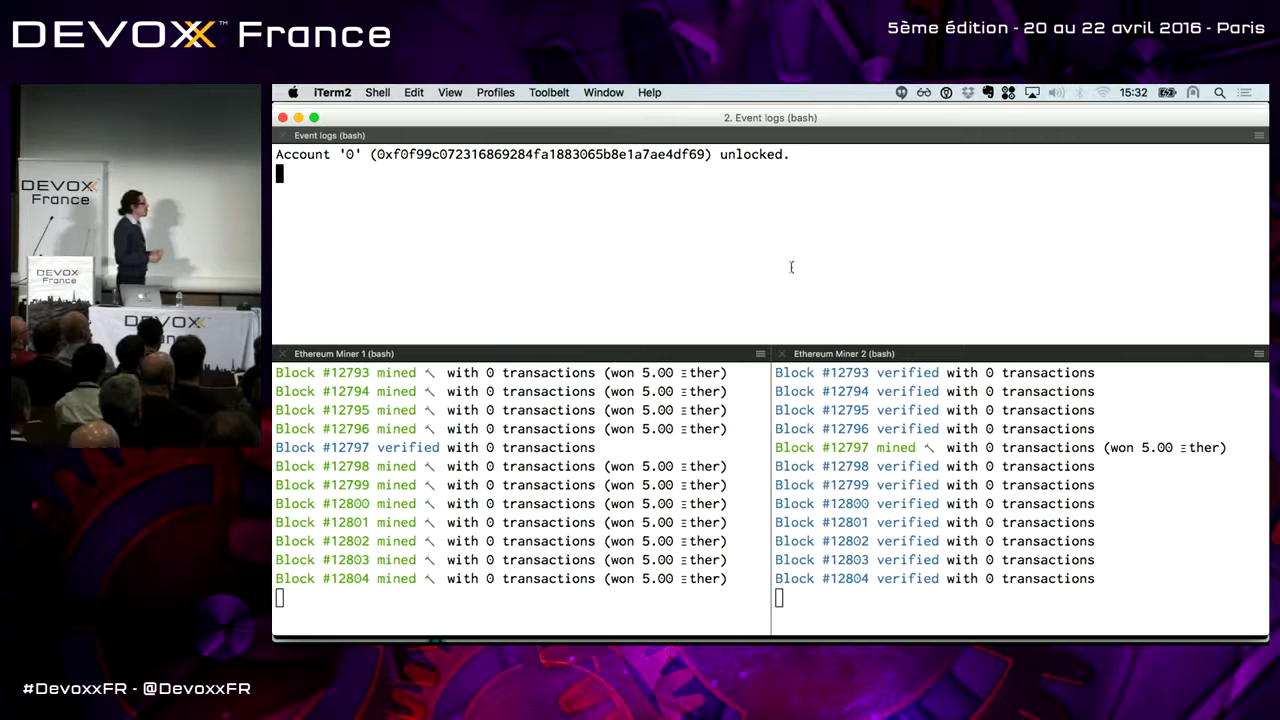 DEVOXX™ France
5ème édition - 20 au 22 avril 2016 - Paris
iTerm2 Shell Edit View Profiles Toolbelt Window Help
15:32
2. Event logs (bash)
Event logs (bash)
Account '0' (0xf0f99c072316869284fa1883065b8e1a7ae4df69) unlocked.
DEVOXX
France
DEVOXX
France
DEVOXX
France
Ethereum Miner 1 (bash)
Block #12793 mined 🔨 with 0 transactions (won 5.00 Ξther)
Block #12794 mined 🔨 with 0 transactions (won 5.00 Ξther)
Block #12795 mined 🔨 with 0 transactions (won 5.00 Ξther)
Block #12796 mined 🔨 with 0 transactions (won 5.00 Ξther)
Block #12797 verified with 0 transactions
Block #12798 mined 🔨 with 0 transactions (won 5.00 Ξther)
Block #12799 mined 🔨 with 0 transactions (won 5.00 Ξther)
Block #12800 mined 🔨 with 0 transactions (won 5.00 Ξther)
Block #12801 mined 🔨 with 0 transactions (won 5.00 Ξther)
Block #12802 mined 🔨 with 0 transactions (won 5.00 Ξther)
Block #12803 mined 🔨 with 0 transactions (won 5.00 Ξther)
Block #12804 mined 🔨 with 0 transactions (won 5.00 Ξther)
Ethereum Miner 2 (bash)
Block #12793 verified with 0 transactions
Block #12794 verified with 0 transactions
Block #12795 verified with 0 transactions
Block #12796 verified with 0 transactions
Block #12797 mined 🔨 with 0 transactions (won 5.00 Ξther)
Block #12798 verified with 0 transactions
Block #12799 verified with 0 transactions
Block #12800 verified with 0 transactions
Block #12801 verified with 0 transactions
Block #12802 verified with 0 transactions
Block #12803 verified with 0 transactions
Block #12804 verified with 0 transactions
#DevoxxFR - @DevoxxFR